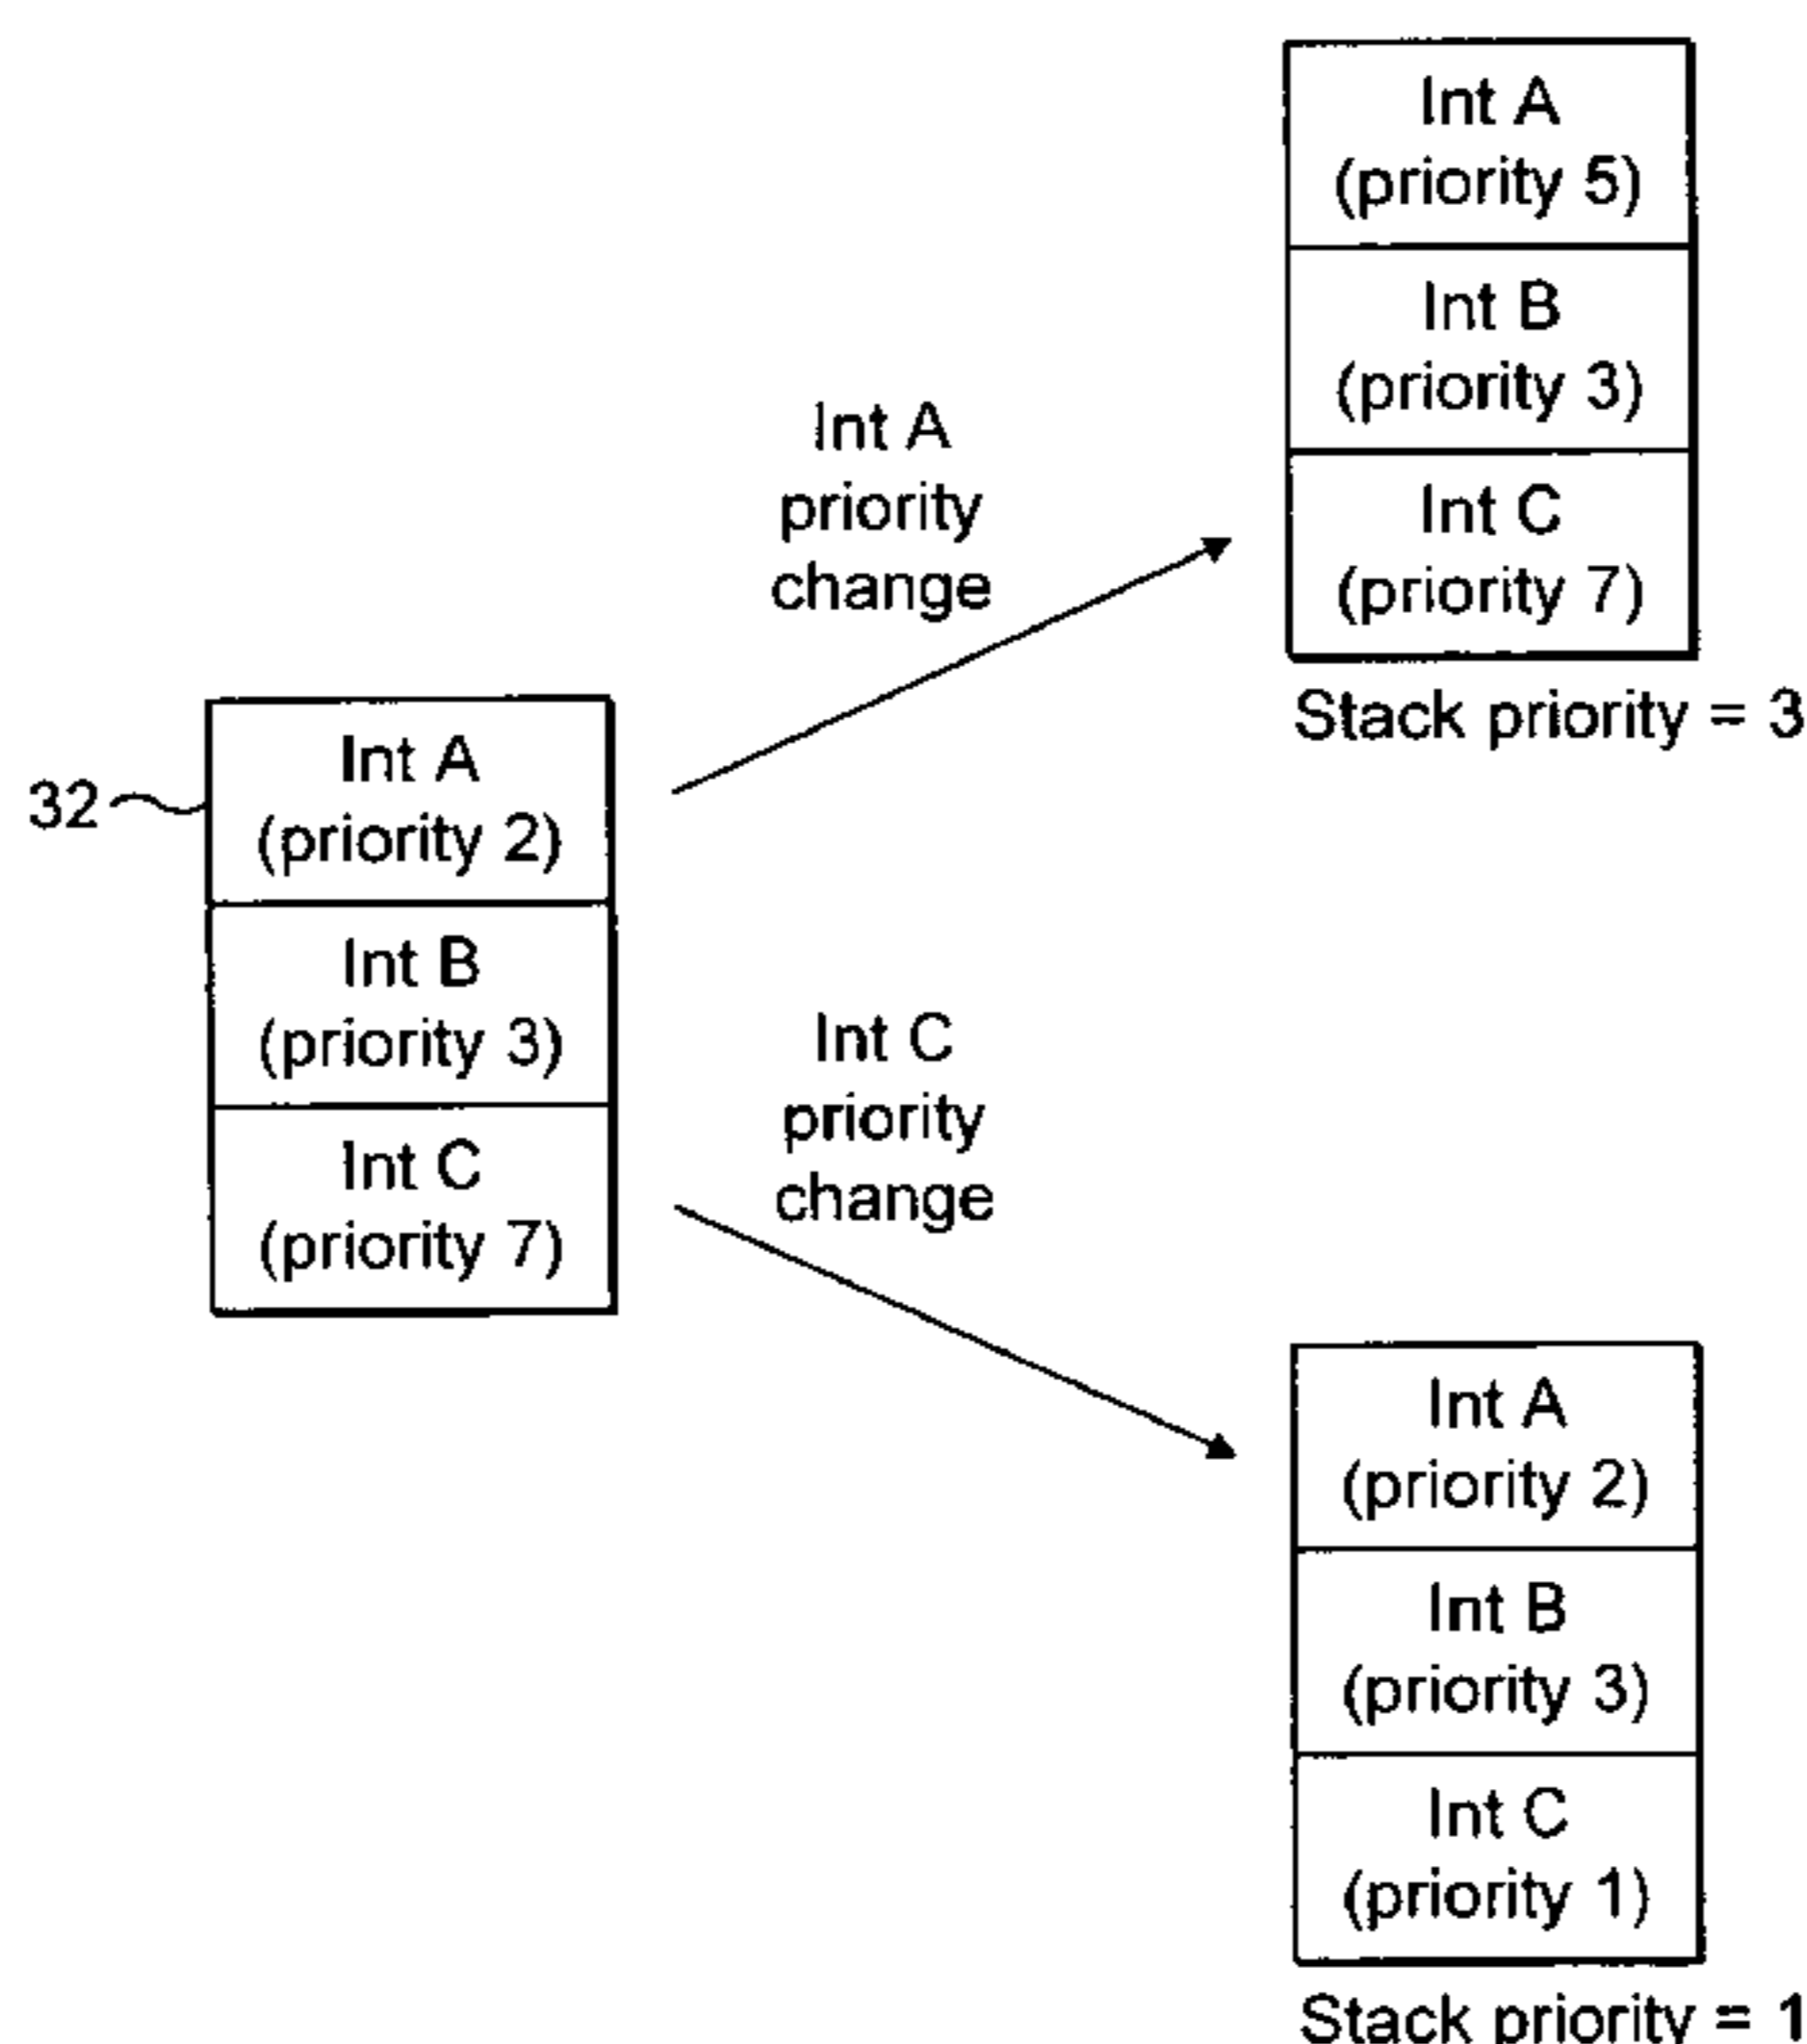 32
Int A
(priority 2)
Int B
(priority 3)
Int C
(priority 7)
Int A
priority
change
Int A
(priority 5)
Int B
(priority 3)
Int C
(priority 7)
Stack priority = 3
Int C
priority
change
Int A
(priority 2)
Int B
(priority 3)
Int C
(priority 1)
Stack priority = 1